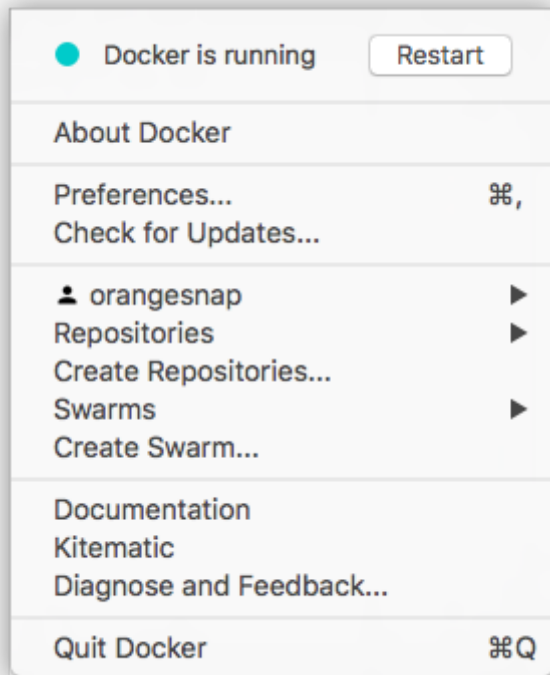 Docker is running Restart
About Docker
Preferences... ⌘,
Check for Updates...
orangesnap
Repositories
Create Repositories...
Swarms
Create Swarm...
Documentation
Kitematic
Diagnose and Feedback...
Quit Docker ⌘Q